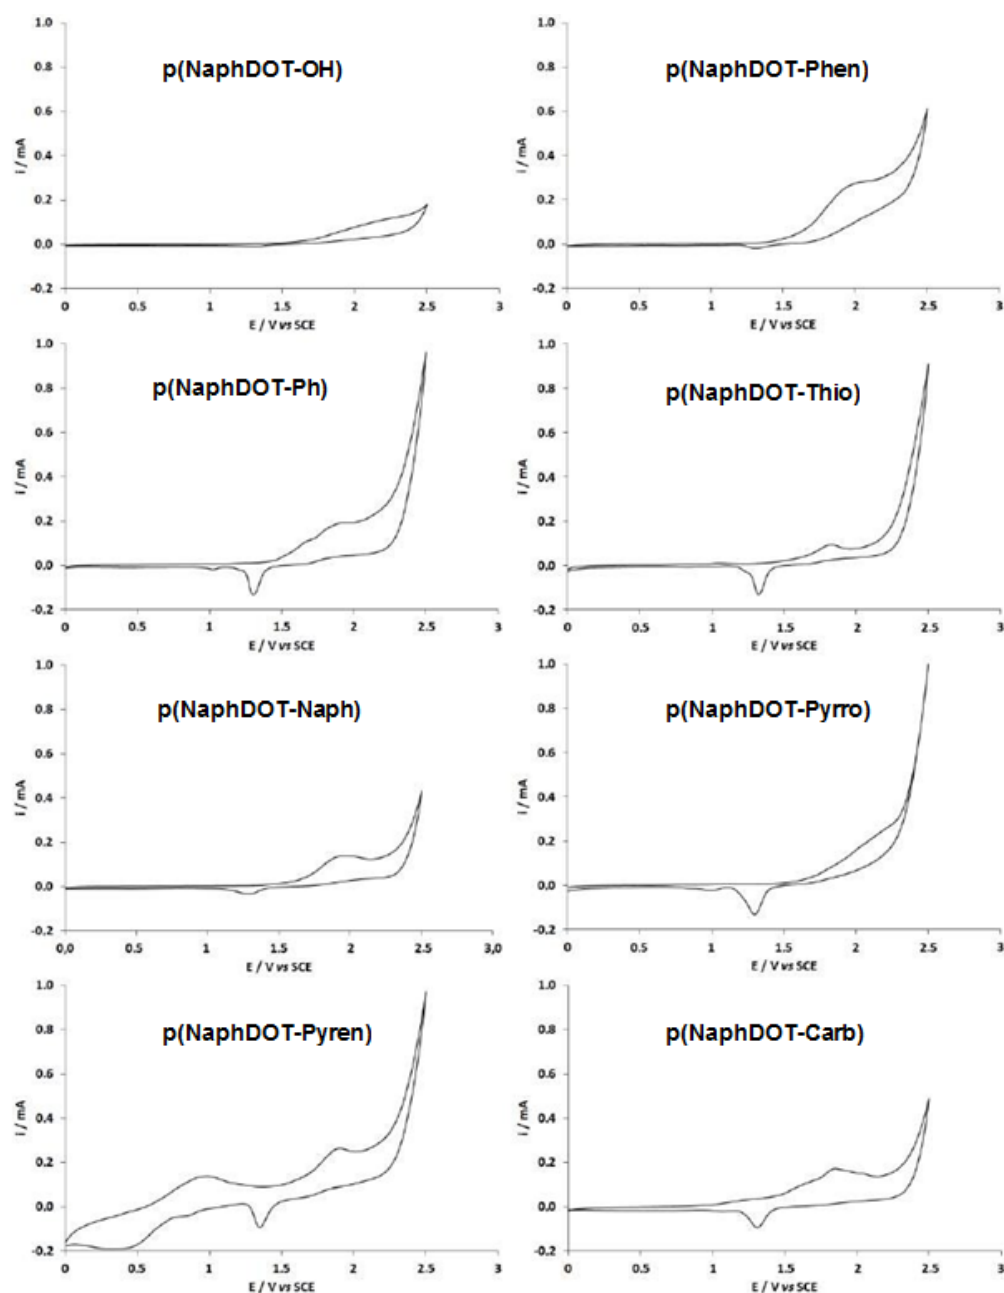 1.0
0.8
0.6
0.4
0.2
0.0
-0.2
i / mA
p(NaphDOT-OH)
0 0.5 1 1.5 2 2.5 3
E / V vs SCE
1.0
0.8
0.6
0.4
0.2
0.0
-0.2
i / mA
p(NaphDOT-Phen)
0 0.5 1 1.5 2 2.5 3
E / V vs SCE
1.0
0.8
0.6
0.4
0.2
0.0
-0.2
i / mA
p(NaphDOT-Ph)
0 0.5 1 1.5 2 2.5 3
E / V vs SCE
1.0
0.8
0.6
0.4
0.2
0.0
-0.2
i / mA
p(NaphDOT-Thio)
0 0.5 1 1.5 2 2.5 3
E / V vs SCE
1.0
0.8
0.6
0.4
0.2
0.0
-0.2
i / mA
p(NaphDOT-Naph)
0,0 0.5 1 1.5 2 2.5 3,0
E / V vs SCE
1.0
0.8
0.6
0.4
0.2
0.0
-0.2
i / mA
p(NaphDOT-Pyrro)
0 0.5 1 1.5 2 2.5 3
E / V vs SCE
1.0
0.8
0.6
0.4
0.2
0.0
-0.2
i / mA
p(NaphDOT-Pyren)
0 0.5 1 1.5 2 2.5 3
E / V vs SCE
1.0
0.8
0.6
0.4
0.2
0.0
-0.2
i / mA
p(NaphDOT-Carb)
0 0.5 1 1.5 2 2.5 3
E / V vs SCE